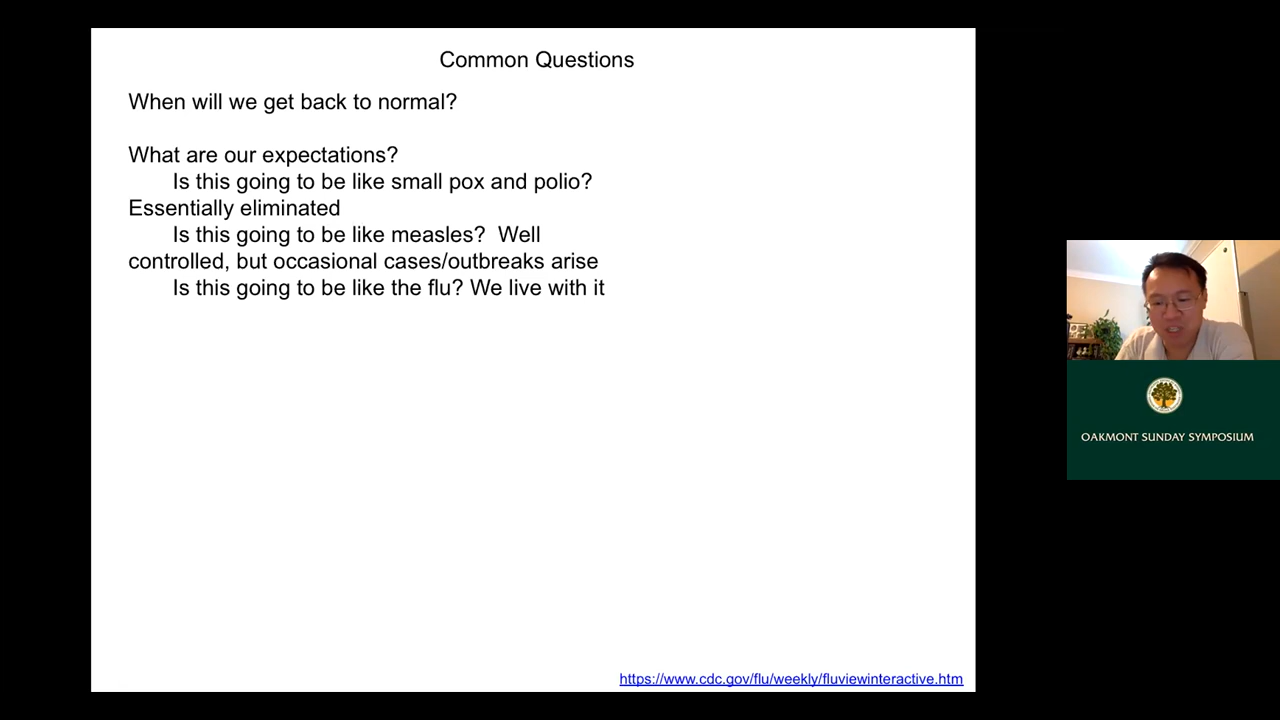 Common Questions
When will we get back to normal?
What are our expectations?
Is this going to be like small pox and polio?
Essentially eliminated
Is this going to be like measles?  Well
controlled, but occasional cases/outbreaks arise
Is this going to be like the flu? We live with it
https://www.cdc.gov/flu/weekly/fluviewinteractive.htm
OAKMONT SUNDAY SYMPOSIUM